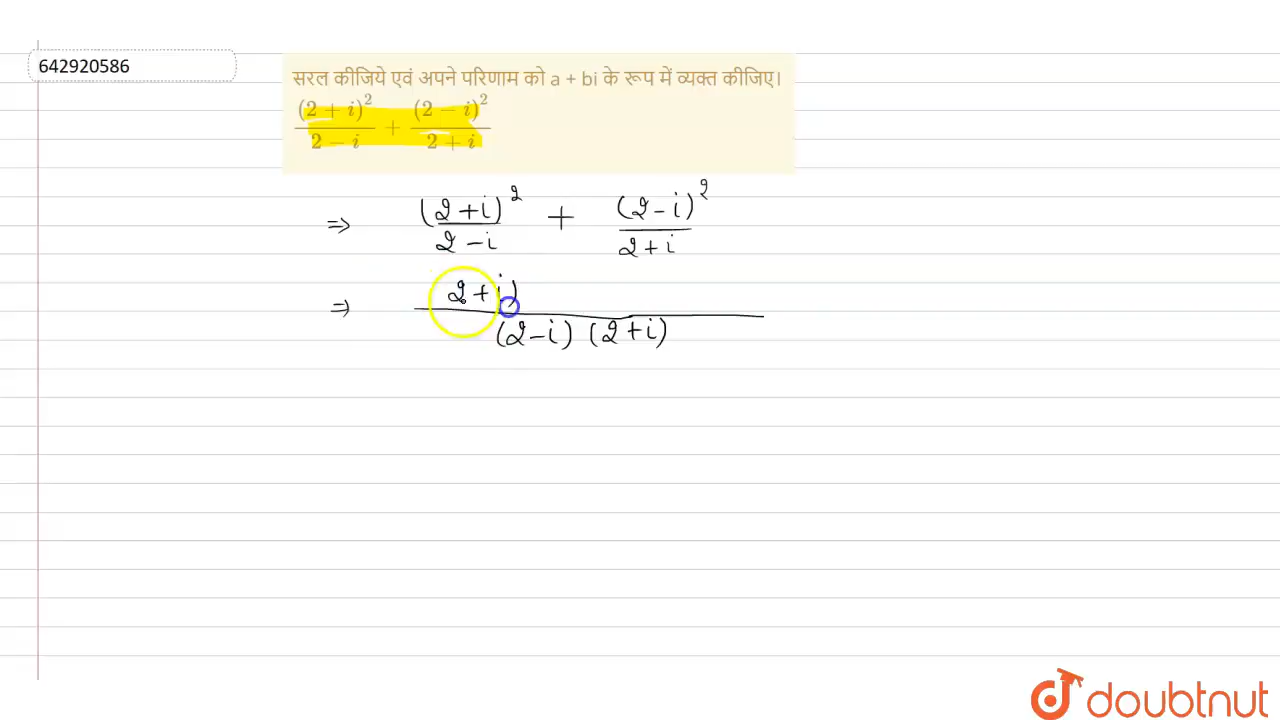 642920586
सरल कीजिये एवं अपने परिणाम को a + bi के रूप में व्यक्त कीजिए।
(2 + i)² / 2 − i + (2 − i)² / 2 + i
⇒ (2+i)² / 2−i + (2−i)² / 2+i
⇒ 2+i) / (2−i) (2+i)
doubtnut